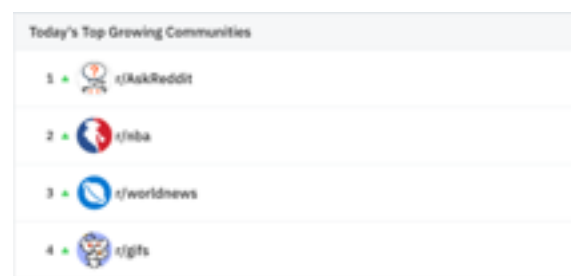 Today's Top Growing Communities
1 r/AskReddit
2 r/nba
3 r/worldnews
4 r/gifs